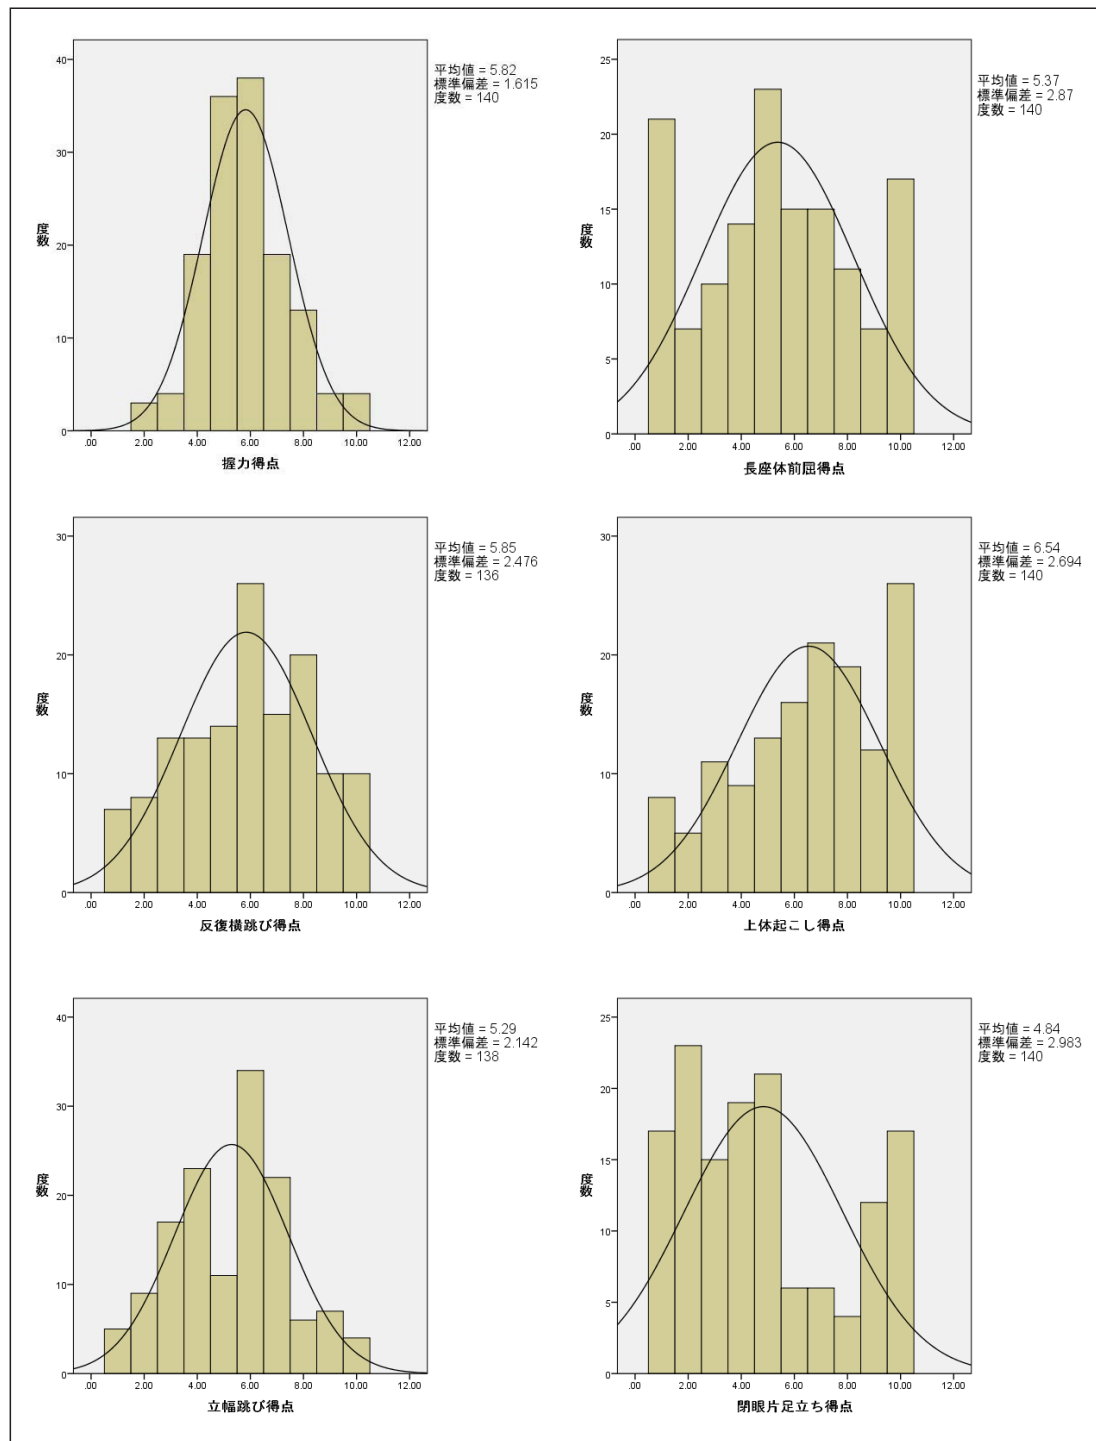 平均値 = 5.82
標準偏差 = 1.615
度数 = 140
40
30
20
10
0
度数
.00 2.00 4.00 6.00 8.00 10.00 12.00
握力得点
平均値 = 5.37
標準偏差 = 2.87
度数 = 140
25
20
15
10
5
0
度数
.00 2.00 4.00 6.00 8.00 10.00 12.00
長座体前屈得点
平均値 = 5.85
標準偏差 = 2.476
度数 = 136
30
20
10
0
度数
.00 2.00 4.00 6.00 8.00 10.00 12.00
反復横跳び得点
平均値 = 6.54
標準偏差 = 2.694
度数 = 140
30
20
10
0
度数
.00 2.00 4.00 6.00 8.00 10.00 12.00
上体起こし得点
平均値 = 5.29
標準偏差 = 2.142
度数 = 138
40
30
20
10
0
度数
.00 2.00 4.00 6.00 8.00 10.00 12.00
立幅跳び得点
平均値 = 4.84
標準偏差 = 2.983
度数 = 140
25
20
15
10
5
0
度数
.00 2.00 4.00 6.00 8.00 10.00 12.00
閉眼片足立ち得点